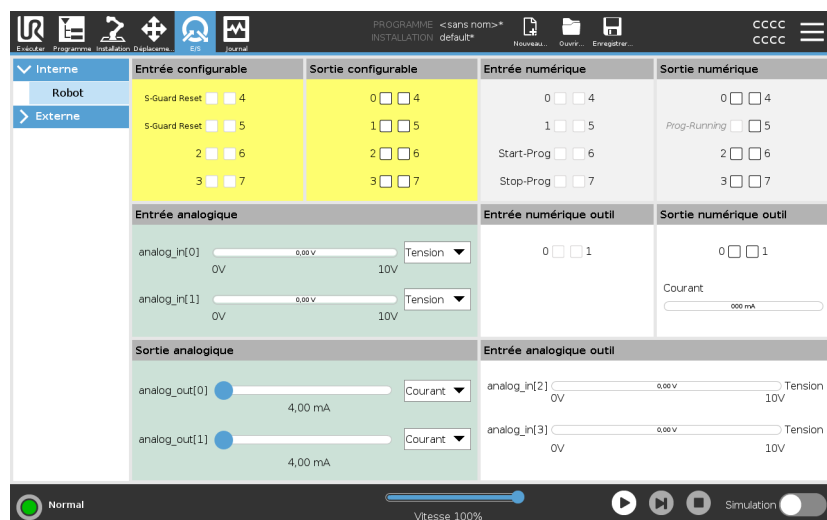 UR
PROGRAMME <sans nom>*
INSTALLATION default*
cccc
cccc
Exécuter Programme Installation Déplaceme... E/S Journal Nouveau... Ouvrir... Enregistrer...
Interne
Robot
Externe
Entrée configurable
S-Guard Reset 4
S-Guard Reset 5
2 6
3 7
Sortie configurable
0 4
1 5
2 6
3 7
Entrée numérique
0 4
1 5
Start-Prog 6
Stop-Prog 7
Sortie numérique
0 4
Prog-Running 5
2 6
3 7
Entrée analogique
analog_in[0] 0,00 V Tension
0V 10V
analog_in[1] 0,00 V Tension
0V 10V
Entrée numérique outil
0 1
Sortie numérique outil
0 1
Courant
000 mA
Sortie analogique
analog_out[0] Courant
4,00 mA
analog_out[1] Courant
4,00 mA
Entrée analogique outil
analog_in[2] 0,00 V Tension
0V 10V
analog_in[3] 0,00 V Tension
0V 10V
Normal
Vitesse 100%
Simulation